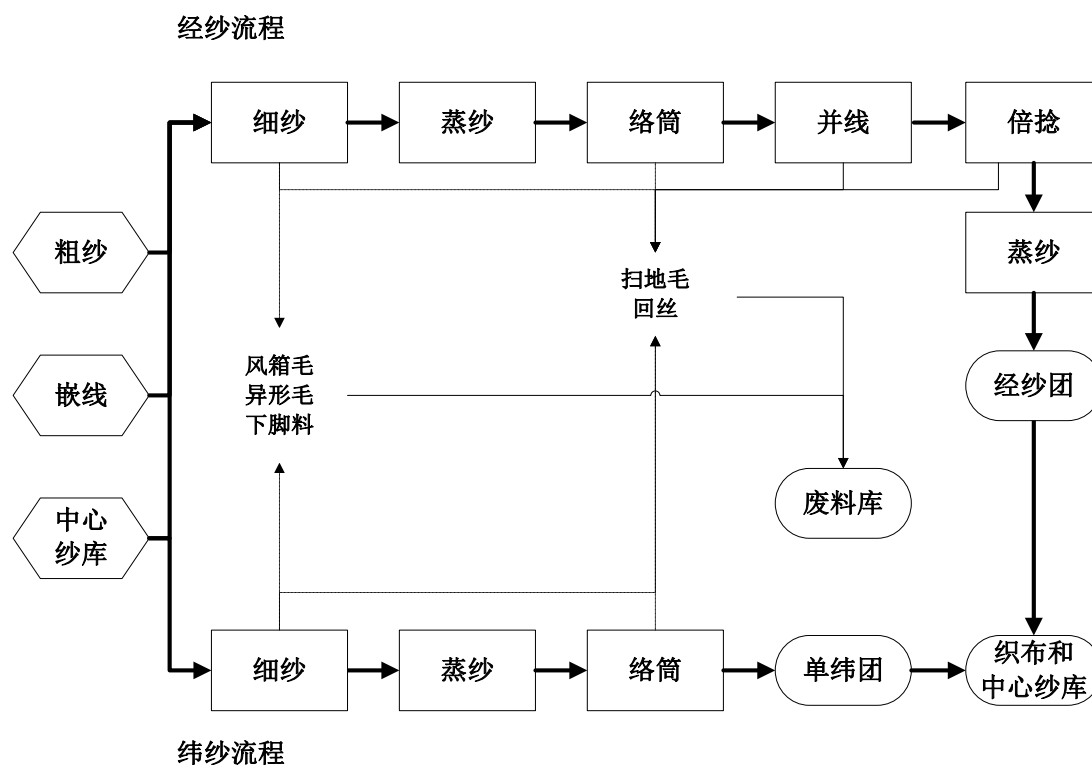 经纱流程
细纱
蒸纱
络筒
并线
倍捻
粗纱
蒸纱
扫地毛
回丝
风箱毛
异形毛
下脚料
嵌线
经纱团
中心
纱库
废料库
细纱
蒸纱
络筒
单纬团
织布和
中心纱库
纬纱流程